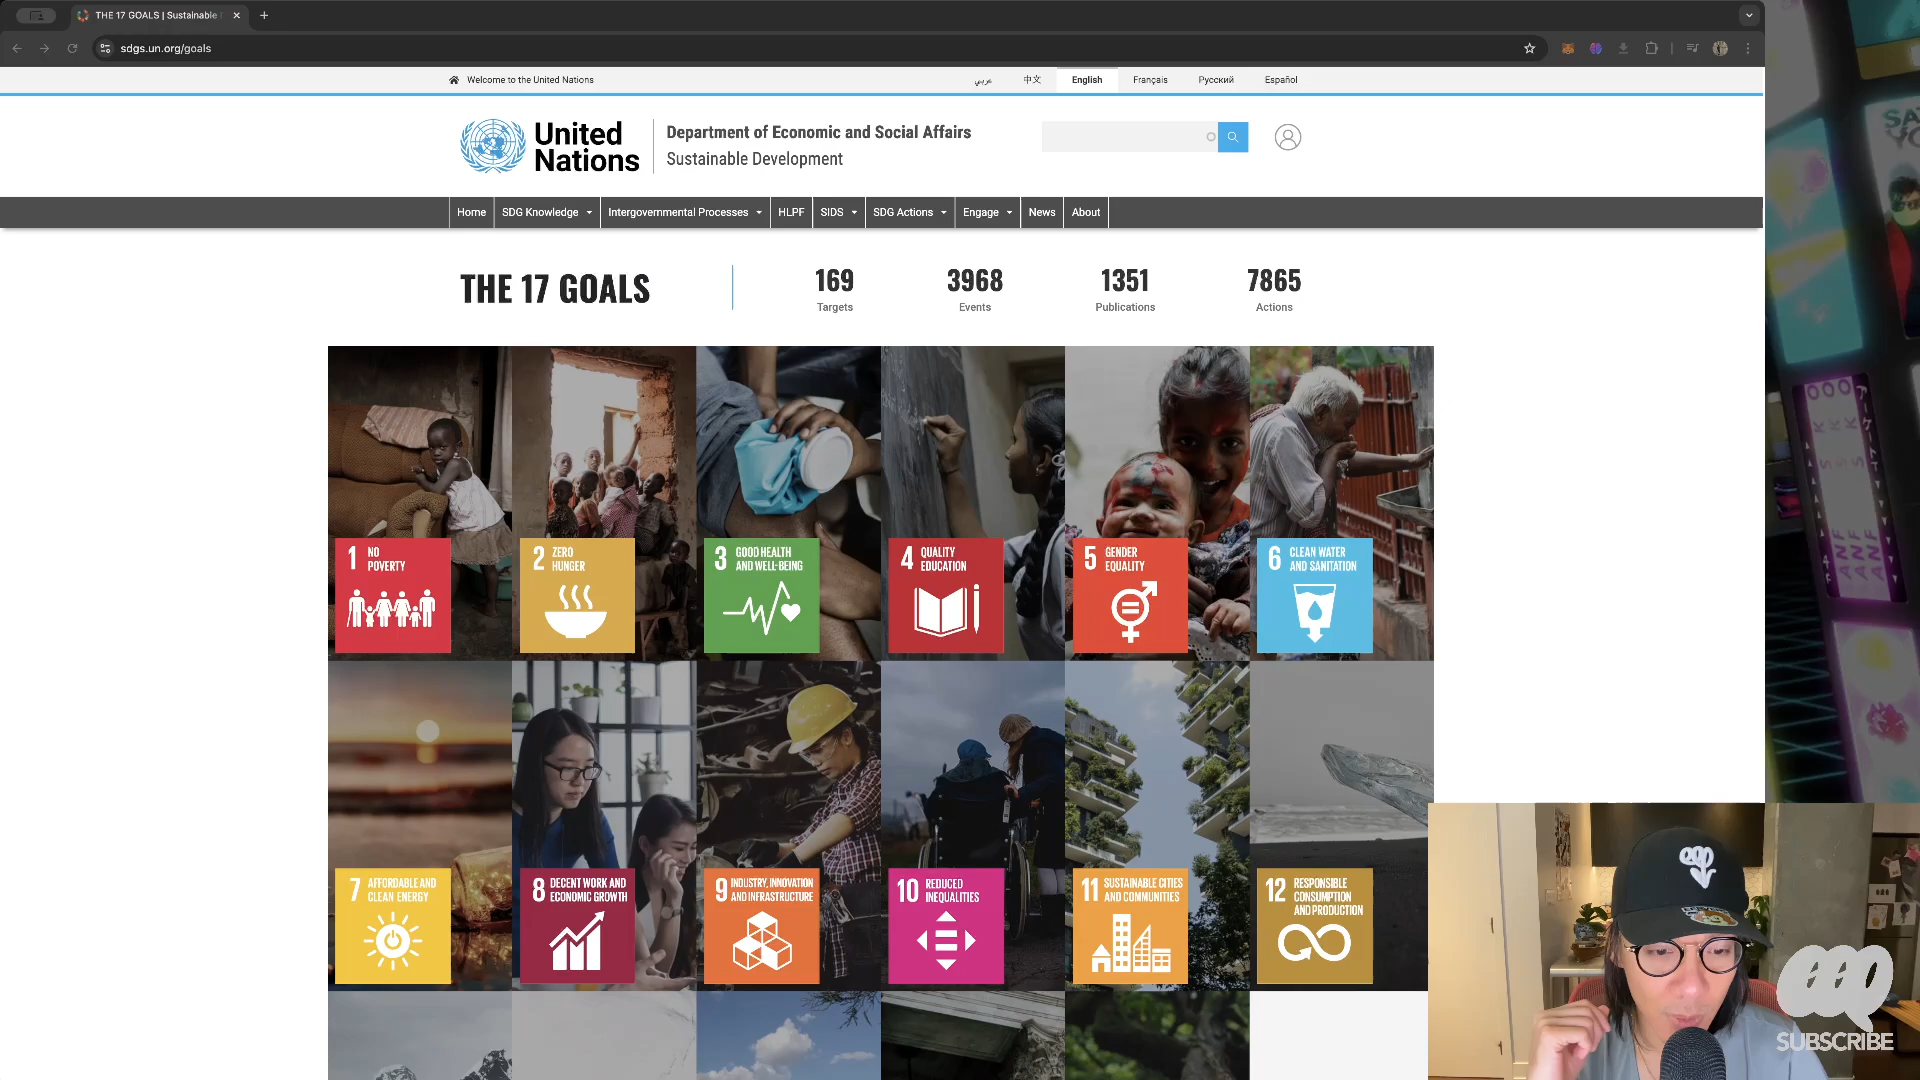 THE 17 GOALS | Sustainable
sdgs.un.org/goals
Welcome to the United Nations
عربي
中文
English
Français
Русский
Español
United
Nations
Department of Economic and Social Affairs
Sustainable Development
Home
SDG Knowledge
Intergovernmental Processes
HLPF
SIDS
SDG Actions
Engage
News
About
THE 17 GOALS
169
Targets
3968
Events
1351
Publications
7865
Actions
1 NO
POVERTY
2 ZERO
HUNGER
3 GOOD HEALTH
AND WELL-BEING
4 QUALITY
EDUCATION
5 GENDER
EQUALITY
6 CLEAN WATER
AND SANITATION
7 AFFORDABLE AND
CLEAN ENERGY
8 DECENT WORK AND
ECONOMIC GROWTH
9 INDUSTRY, INNOVATION
AND INFRASTRUCTURE
10 REDUCED
INEQUALITIES
11 SUSTAINABLE CITIES
AND COMMUNITIES
12 RESPONSIBLE
CONSUMPTION
AND PRODUCTION
SUBSCRIBE